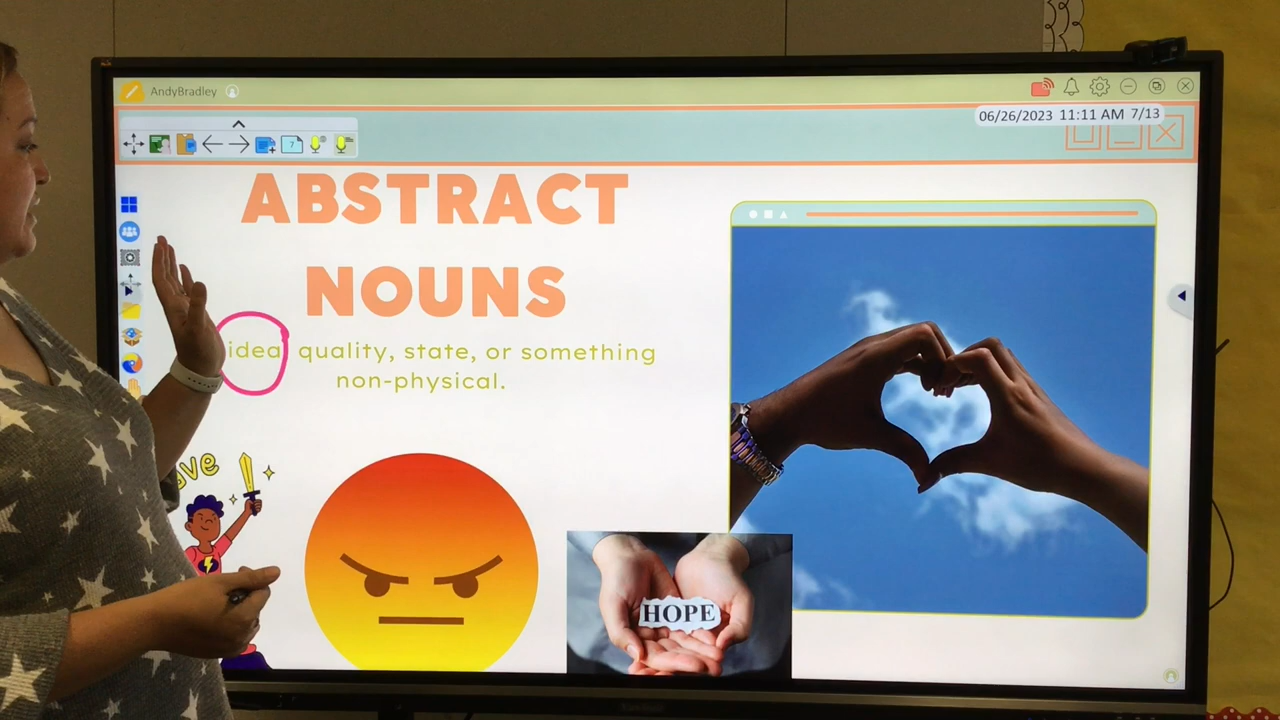 AndyBradley
06/26/2023 11:11 AM 7/13
7
ABSTRACT
NOUNS
idea, quality, state, or something
non-physical.
HOPE